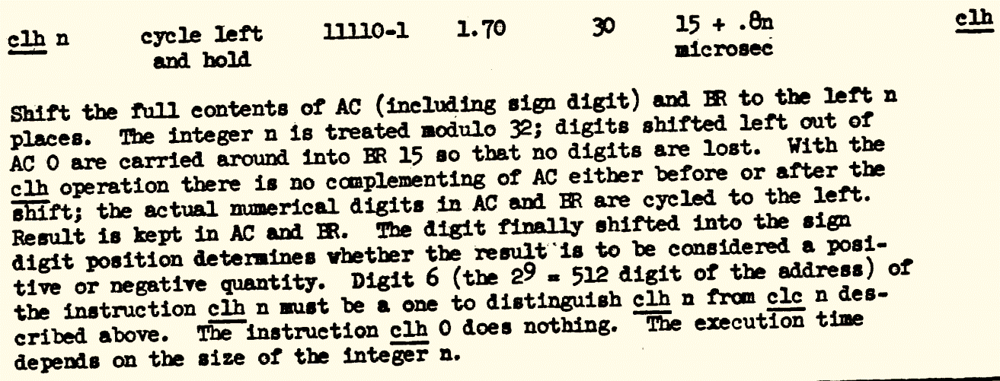 clh n cycle left 11110-1 1.70 30 15 + .8n clh
and hold microsec
Shift the full contents of AC (including sign digit) and BR to the left n
places. The integer n is treated modulo 32; digits shifted left out of
AC 0 are carried around into BR 15 so that no digits are lost. With the
clh operation there is no complementing of AC either before or after the
shift; the actual numerical digits in AC and BR are cycled to the left.
Result is kept in AC and BR. The digit finally shifted into the sign
digit position determines whether the result is to be considered a posi-
tive or negative quantity. Digit 6 (the 2⁹ = 512 digit of the address) of
the instruction clh n must be a one to distinguish clh n from clc n des-
cribed above. The instruction clh 0 does nothing. The execution time
depends on the size of the integer n.